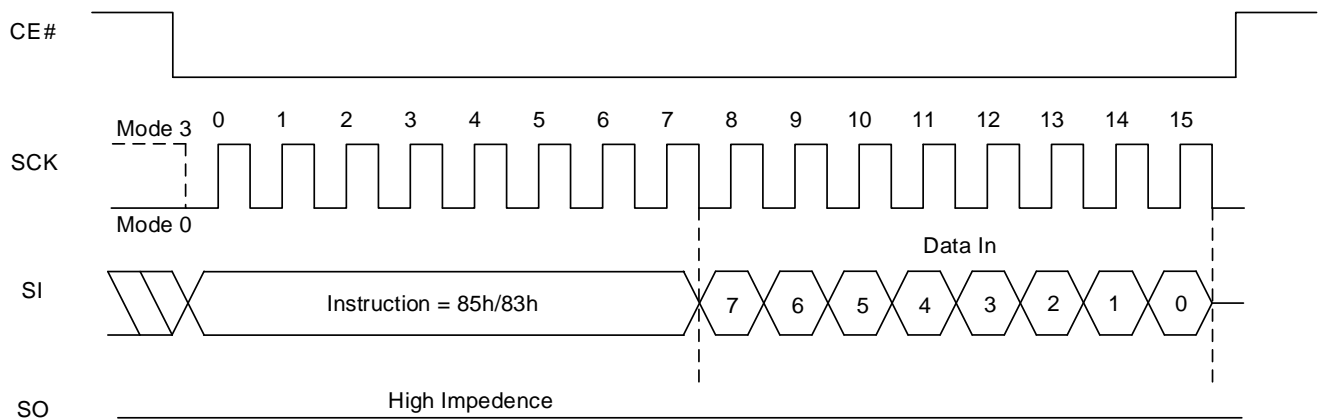 CE#
Mode 3
0 1 2 3 4 5 6 7 8 9 10 11 12 13 14 15
SCK
Mode 0
Data In
SI
Instruction = 85h/83h
7 6 5 4 3 2 1 0
High Impedence
SO